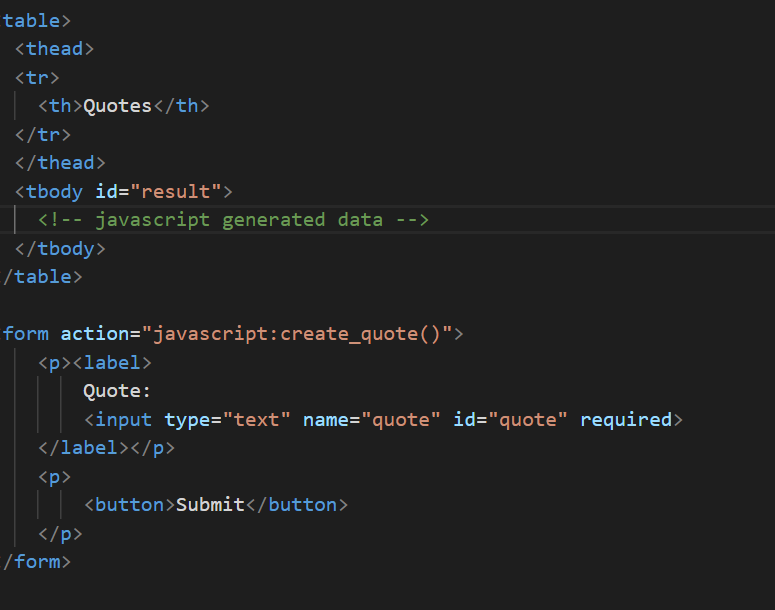 table>
<thead>
<tr>
<th>Quotes</th>
</tr>
</thead>
<tbody id="result">
<!-- javascript generated data -->
</tbody>
/table>
form action="javascript:create_quote()">
<p><label>
Quote:
<input type="text" name="quote" id="quote" required>
</label></p>
<p>
<button>Submit</button>
</p>
/form>